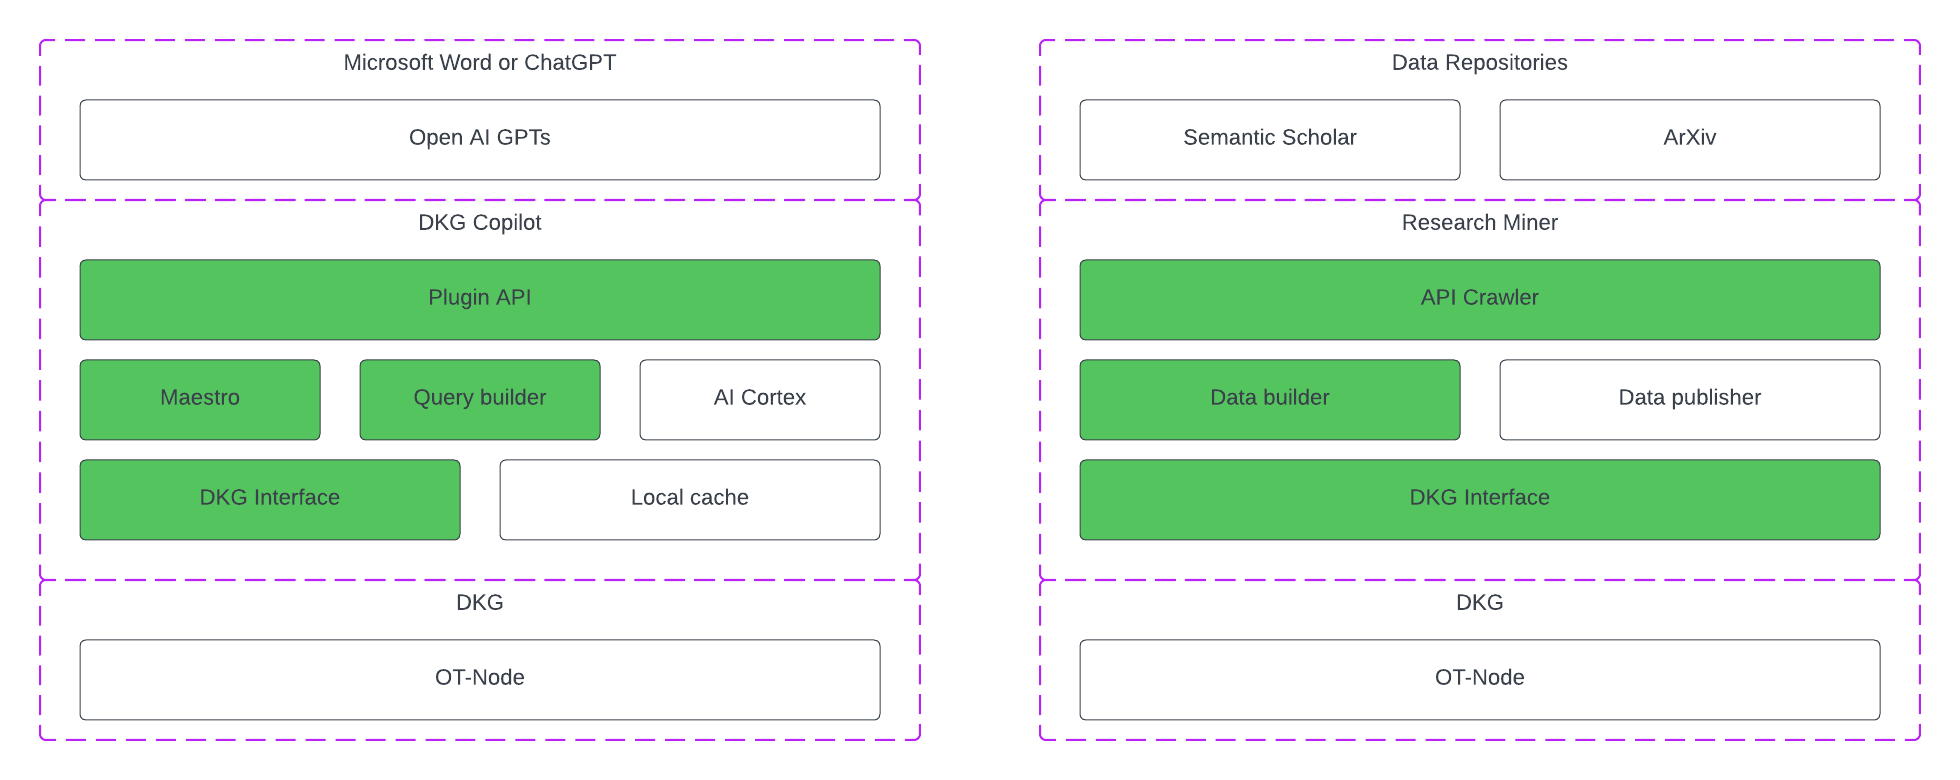 Microsoft Word or ChatGPT
Open AI GPTs
DKG Copilot
Plugin API
Maestro
Query builder
AI Cortex
DKG Interface
Local cache
DKG
OT-Node
Data Repositories
Semantic Scholar
ArXiv
Research Miner
API Crawler
Data builder
Data publisher
DKG Interface
DKG
OT-Node